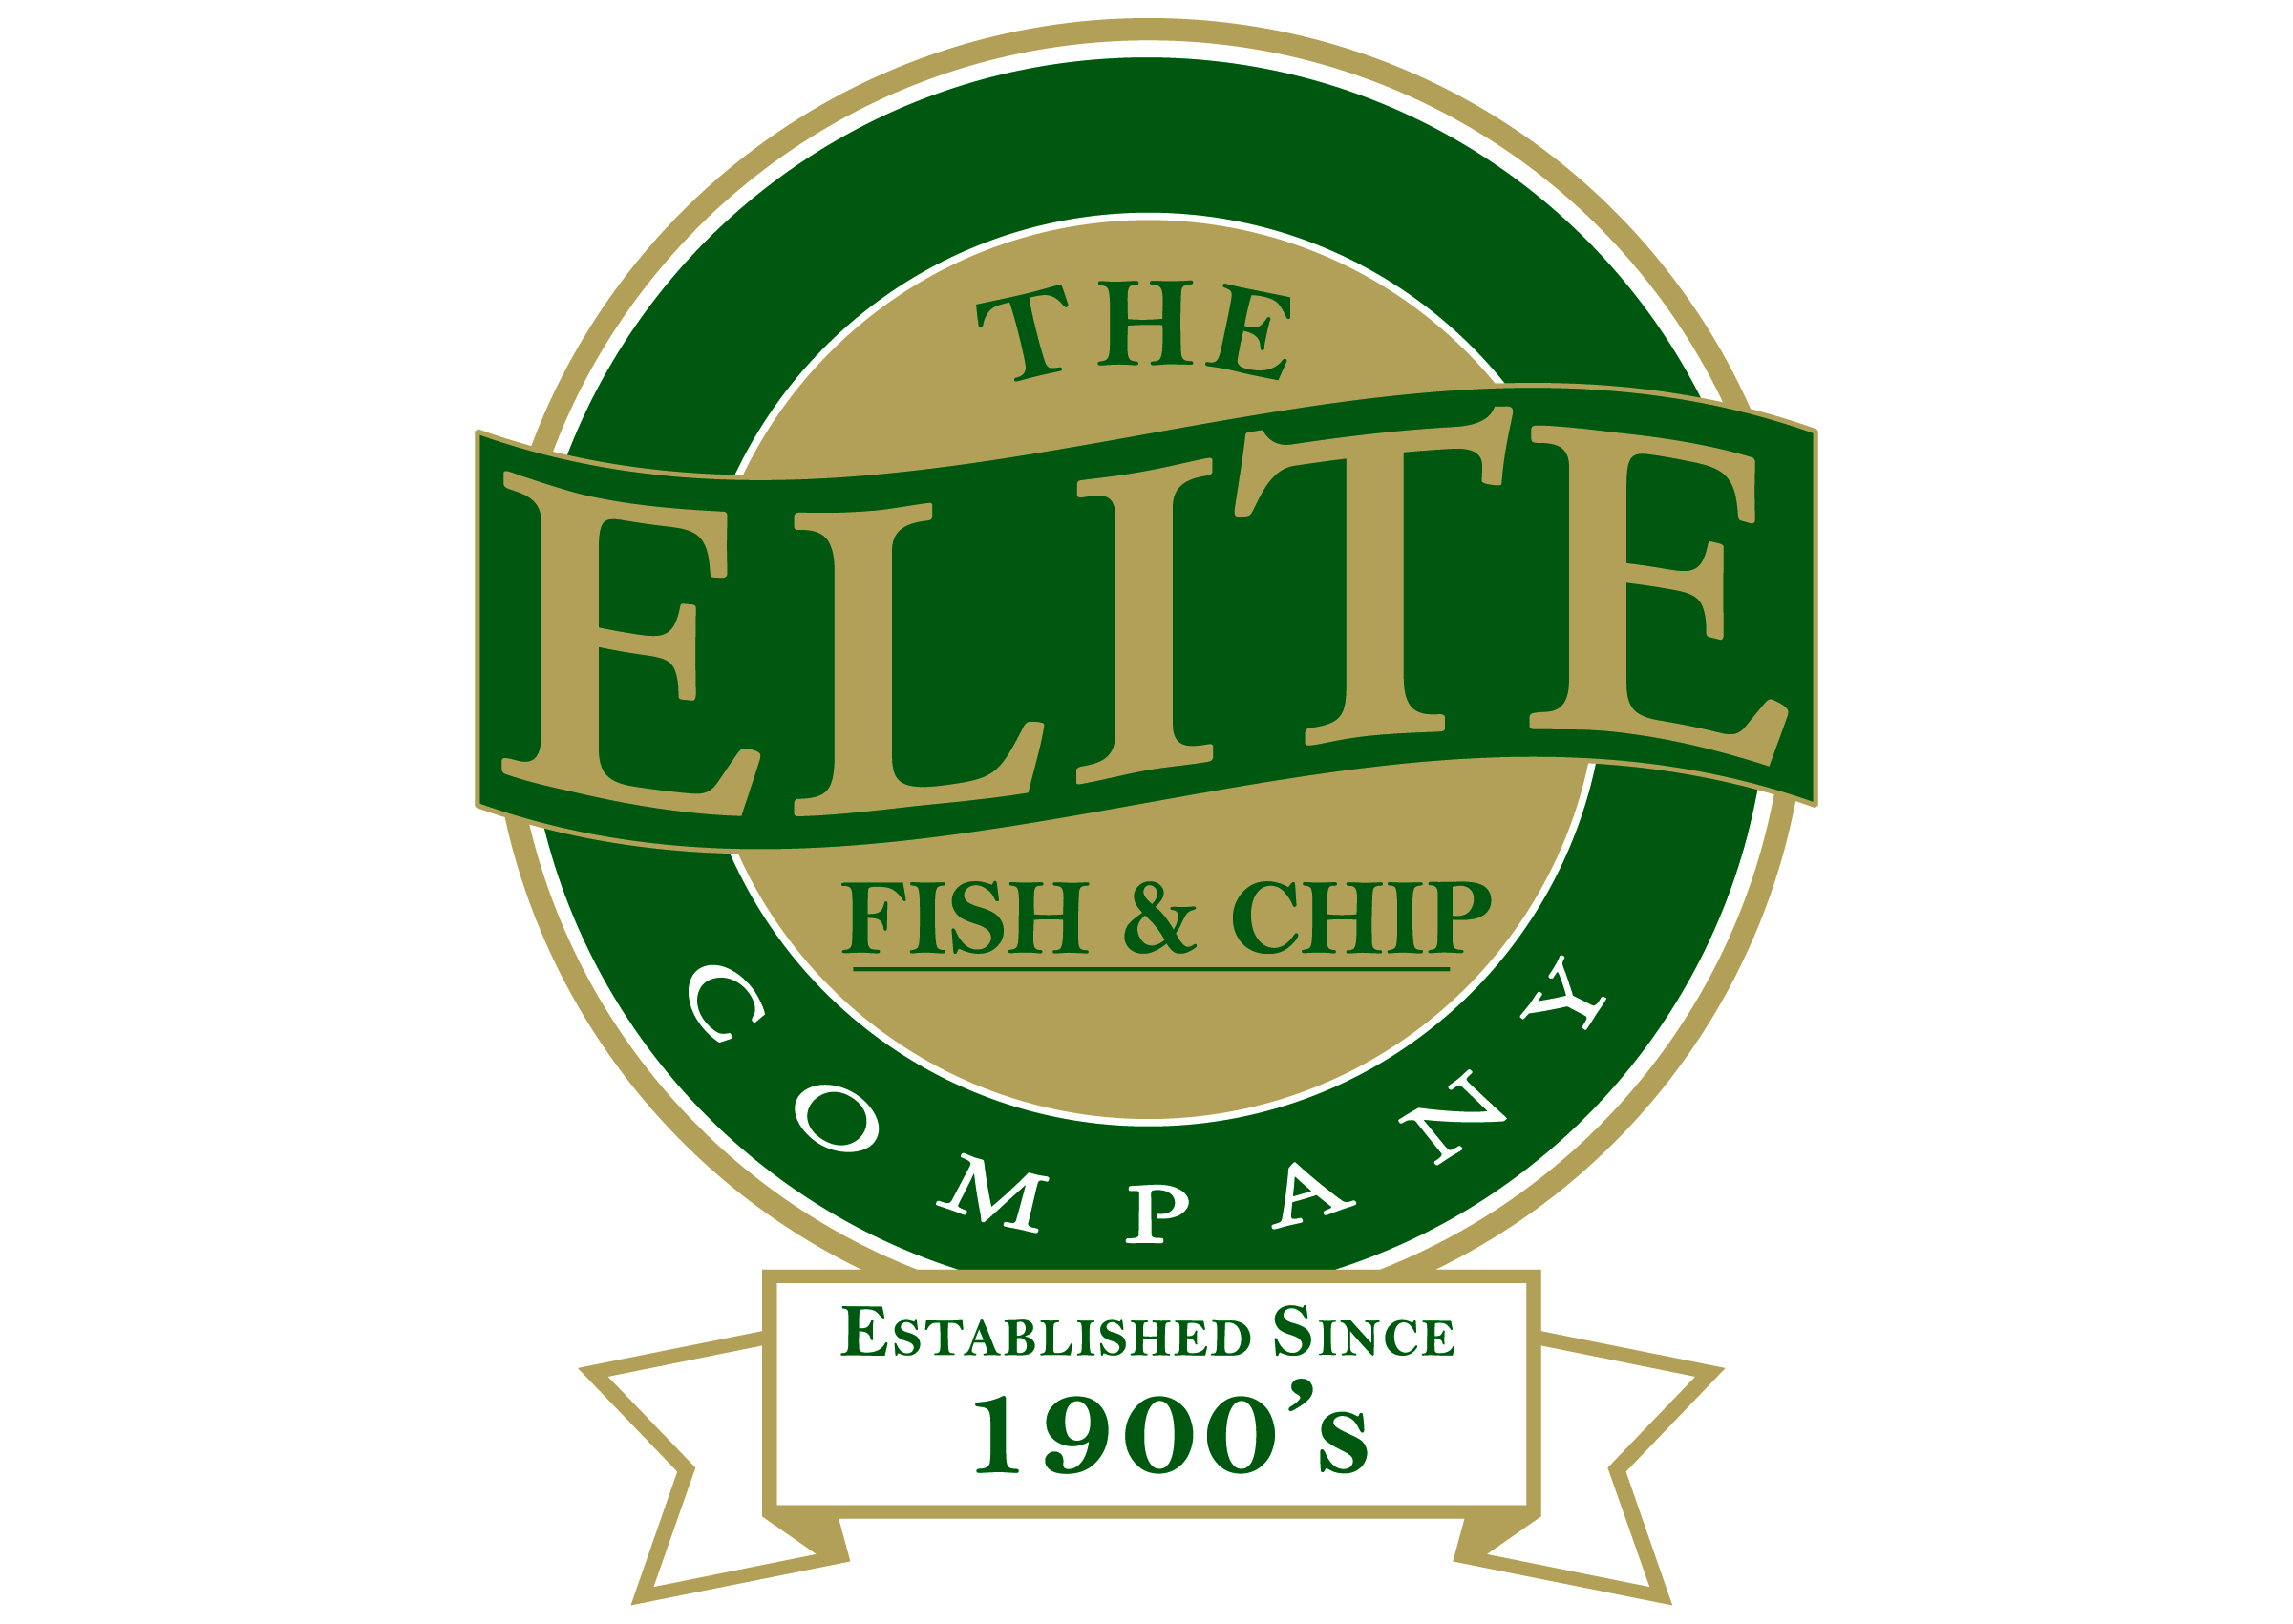 THE
ELITE
FISH & CHIP
COMPANY
Established Since
1900’s